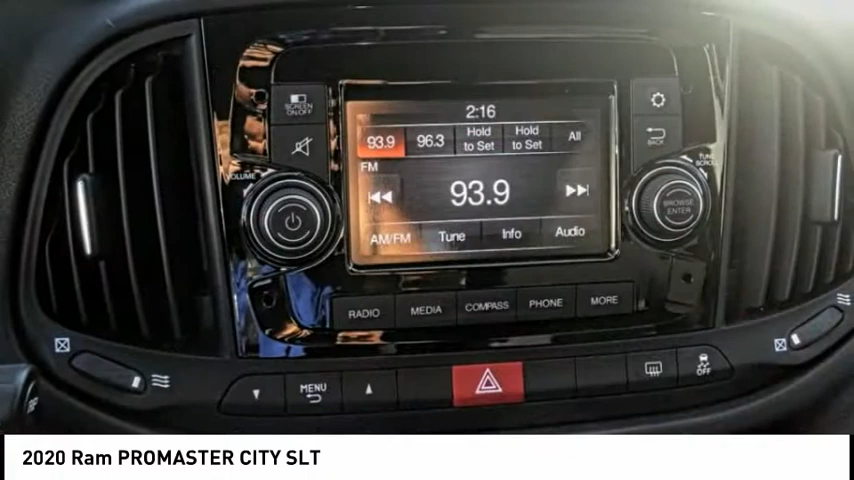 2:16
93.9 96.3 Hold to Set Hold to Set All
FM
93.9
AM/FM Tune Info Audio
SCREEN ON/OFF
VOLUME
BACK
TUNE SCROLL
BROWSE ENTER
RADIO MEDIA COMPASS PHONE MORE
MENU
OFF
2020 Ram PROMASTER CITY SLT